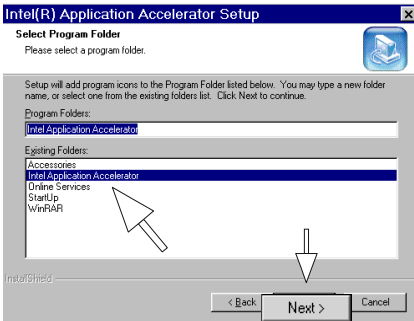 Intel(R) Application Accelerator Setup
Select Program Folder
Please select a program folder.
Setup will add program icons to the Program Folder listed below. You may type a new folder
name, or select one from the existing folders list. Click Next to continue.
Program Folders:
Intel Application Accelerator
Existing Folders:
Accessories
Intel Application Accelerator
Online Services
StartUp
WinRAR
InstallShield
< Back
Next >
Cancel